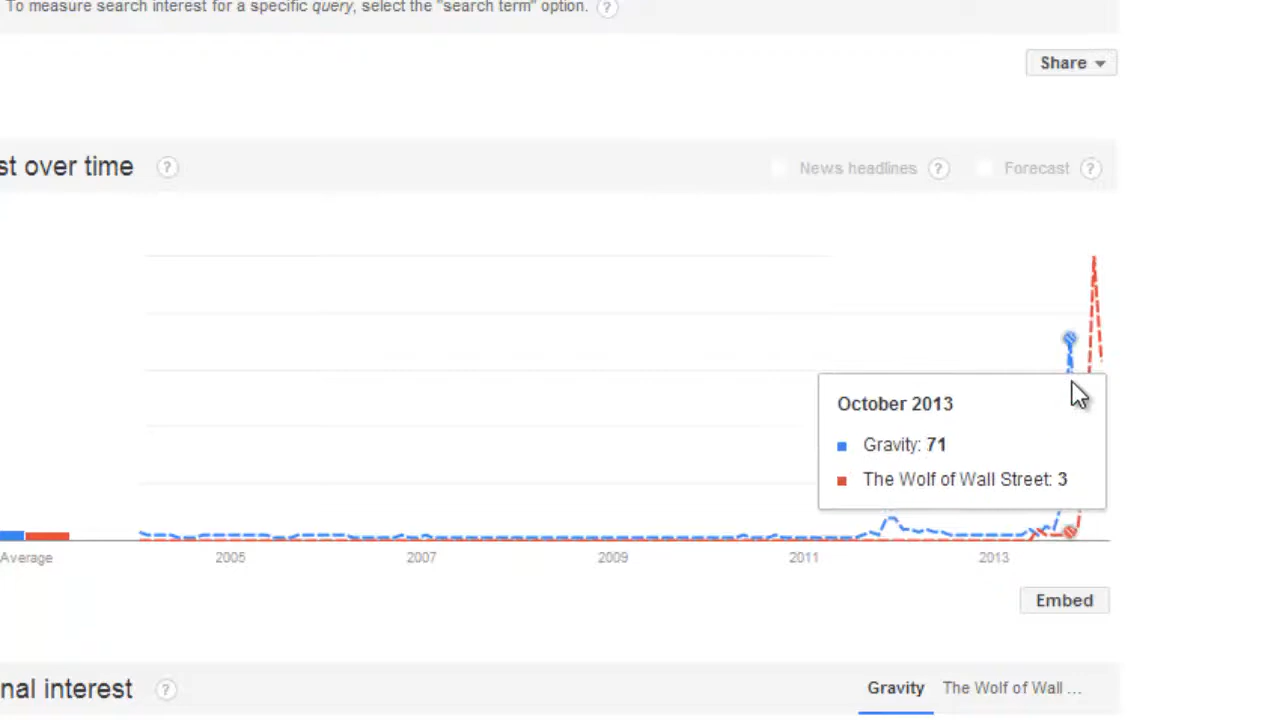 To measure search interest for a specific query, select the "search term" option. ?
Share
st over time ?
News headlines ? Forecast ?
October 2013
Gravity: 71
The Wolf of Wall Street: 3
Average 2005 2007 2009 2011 2013
Embed
nal interest ?
Gravity The Wolf of Wall ...